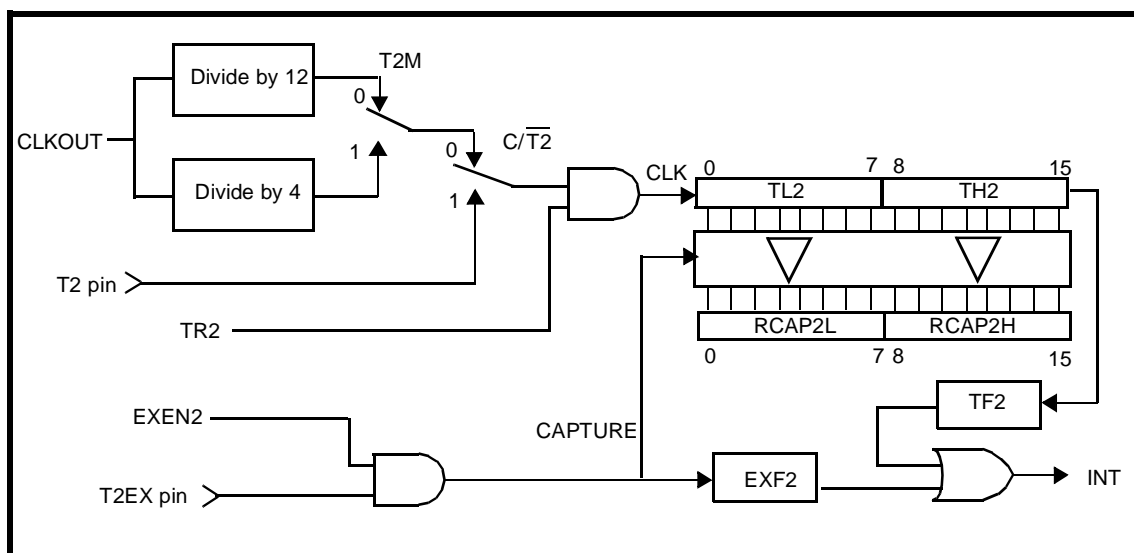 T2M
Divide by 12
0
CLKOUT
C/T2
0
1
Divide by 4
1
CLK
0 7 8 15
TL2 TH2
T2 pin
TR2
RCAP2L RCAP2H
0 7 8 15
EXEN2
CAPTURE
TF2
T2EX pin
EXF2
INT